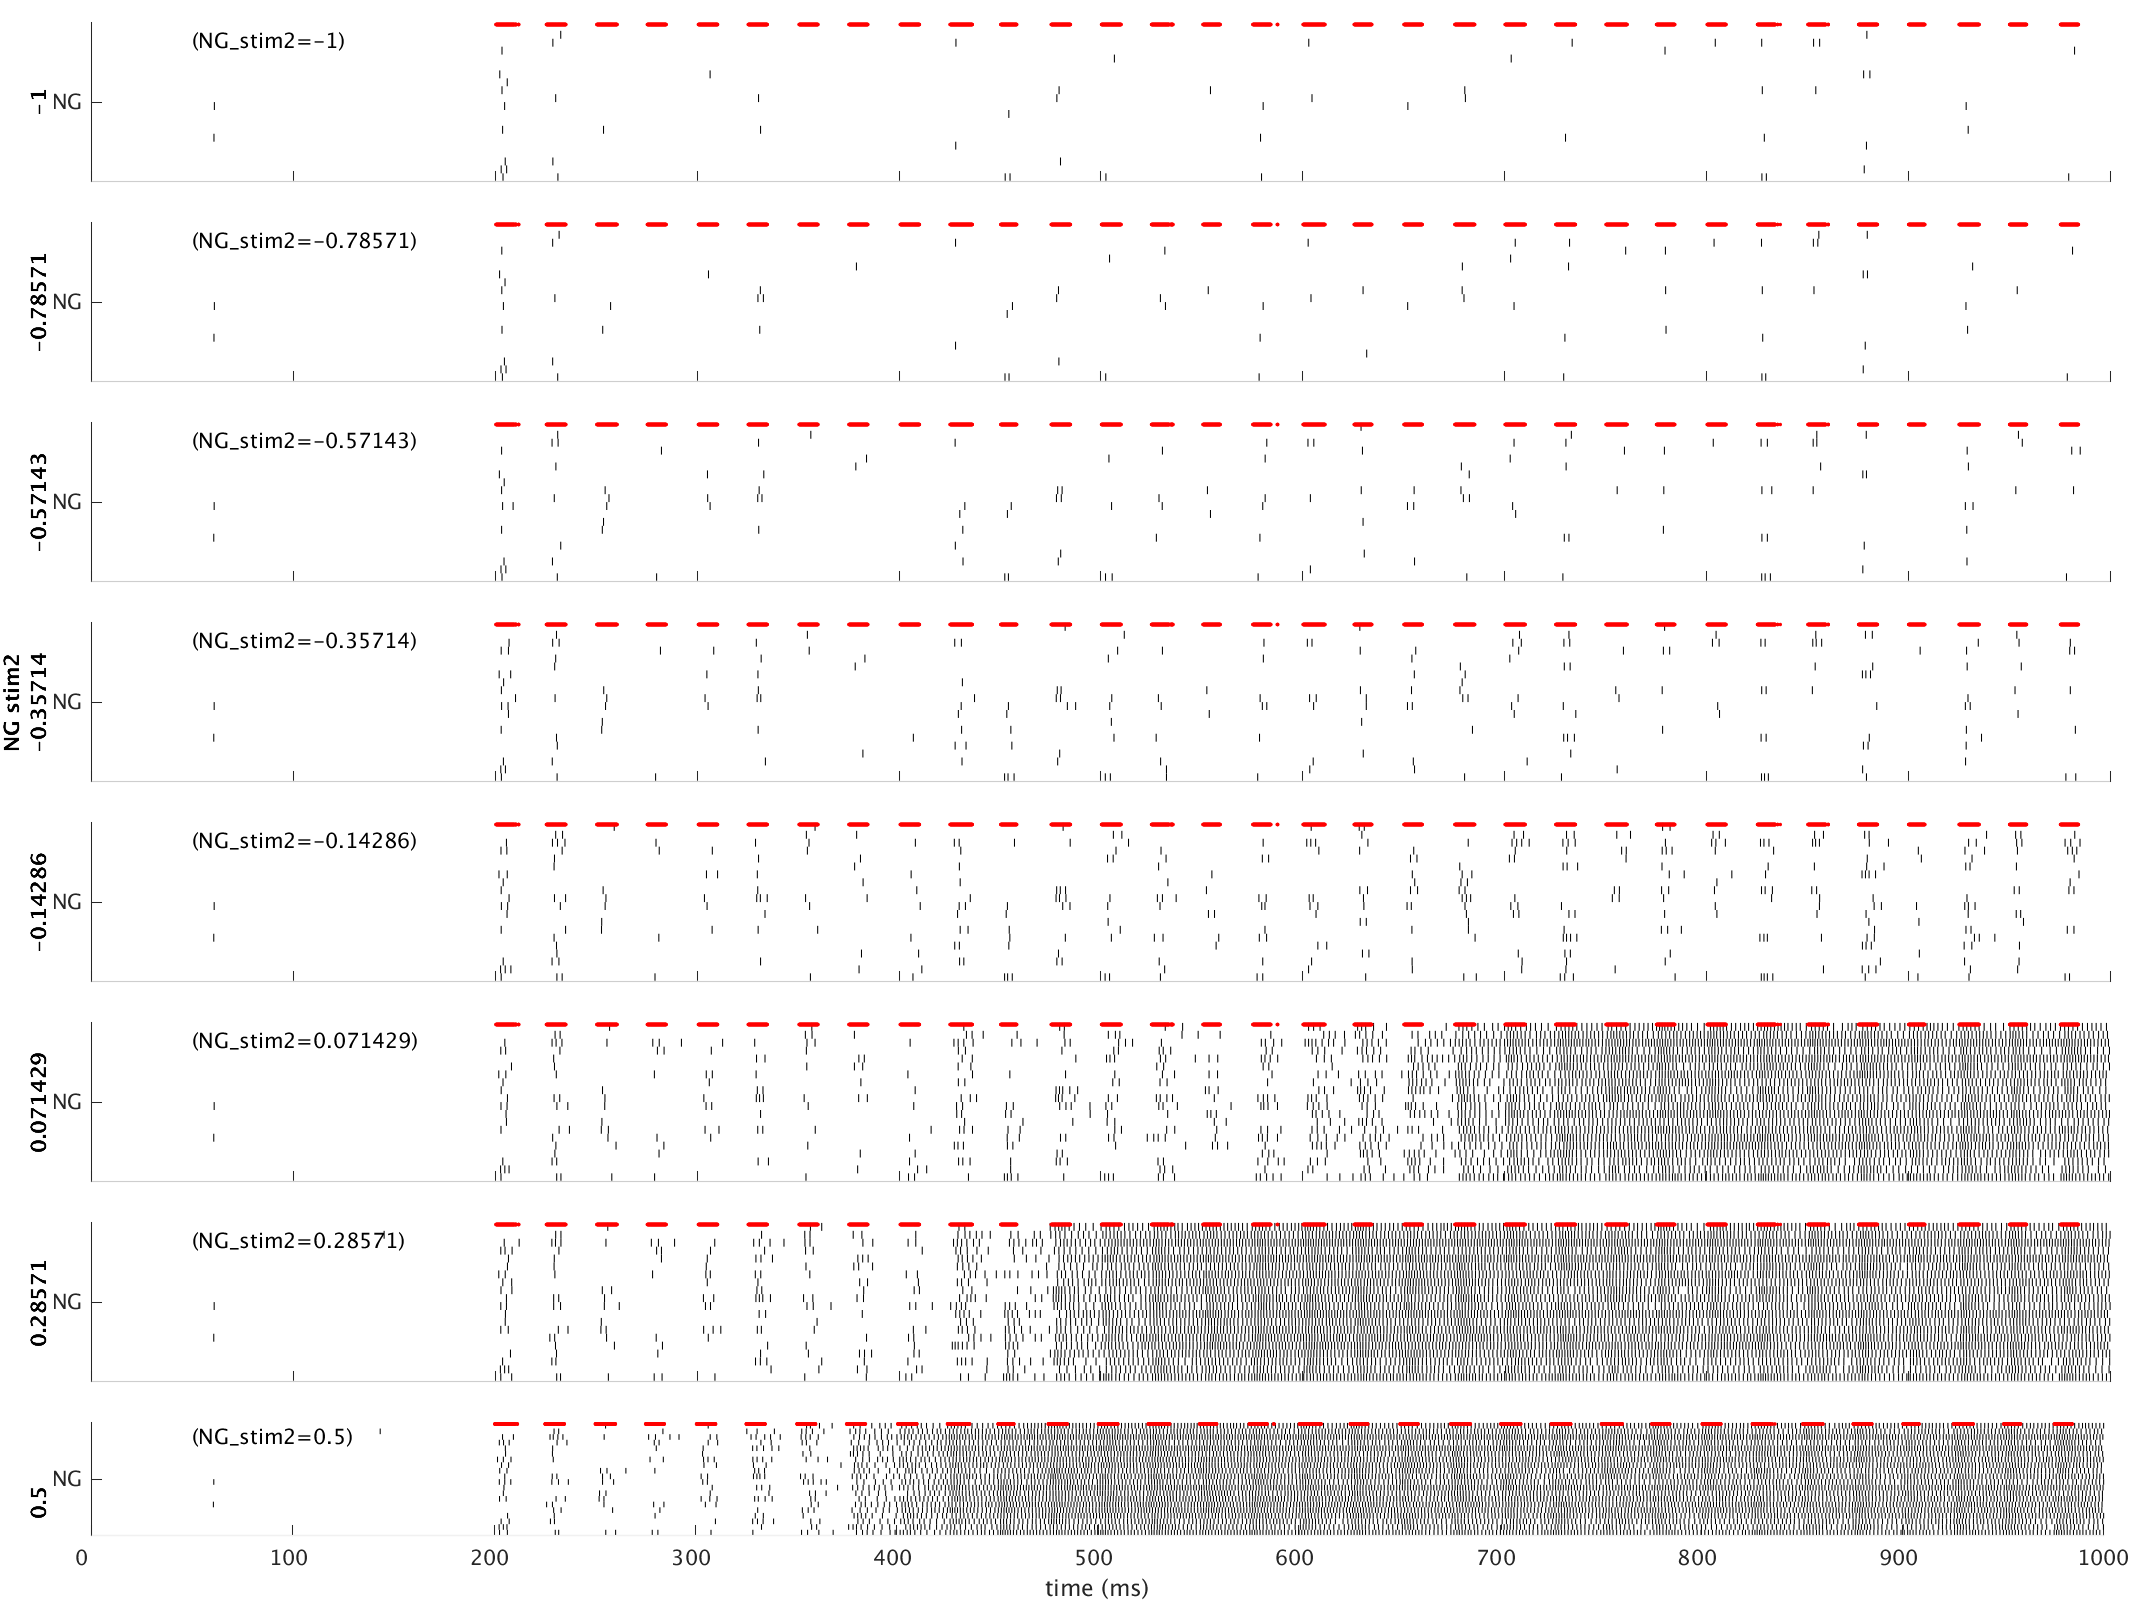 NG stim2
(NG_stim2=-1)
-1
NG
(NG_stim2=-0.78571)
-0.78571
NG
(NG_stim2=-0.57143)
-0.57143
NG
(NG_stim2=-0.35714)
-0.35714
NG
(NG_stim2=-0.14286)
-0.14286
NG
(NG_stim2=0.071429)
0.071429
NG
(NG_stim2=0.28571)
0.28571
NG
(NG_stim2=0.5)
0.5
NG
0 100 200 300 400 500 600 700 800 900 1000
time (ms)